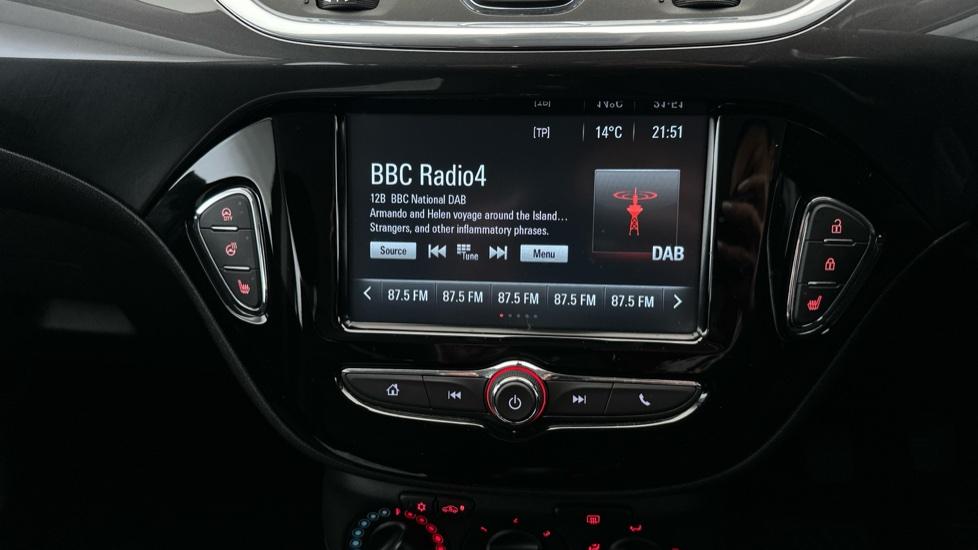 [TP] 14°C 21:51
BBC Radio4
12B BBC National DAB
Armando and Helen voyage around the Island...
Strangers, and other inflammatory phrases.
Source Tune Menu
DAB
87.5 FM 87.5 FM 87.5 FM 87.5 FM 87.5 FM
CITY